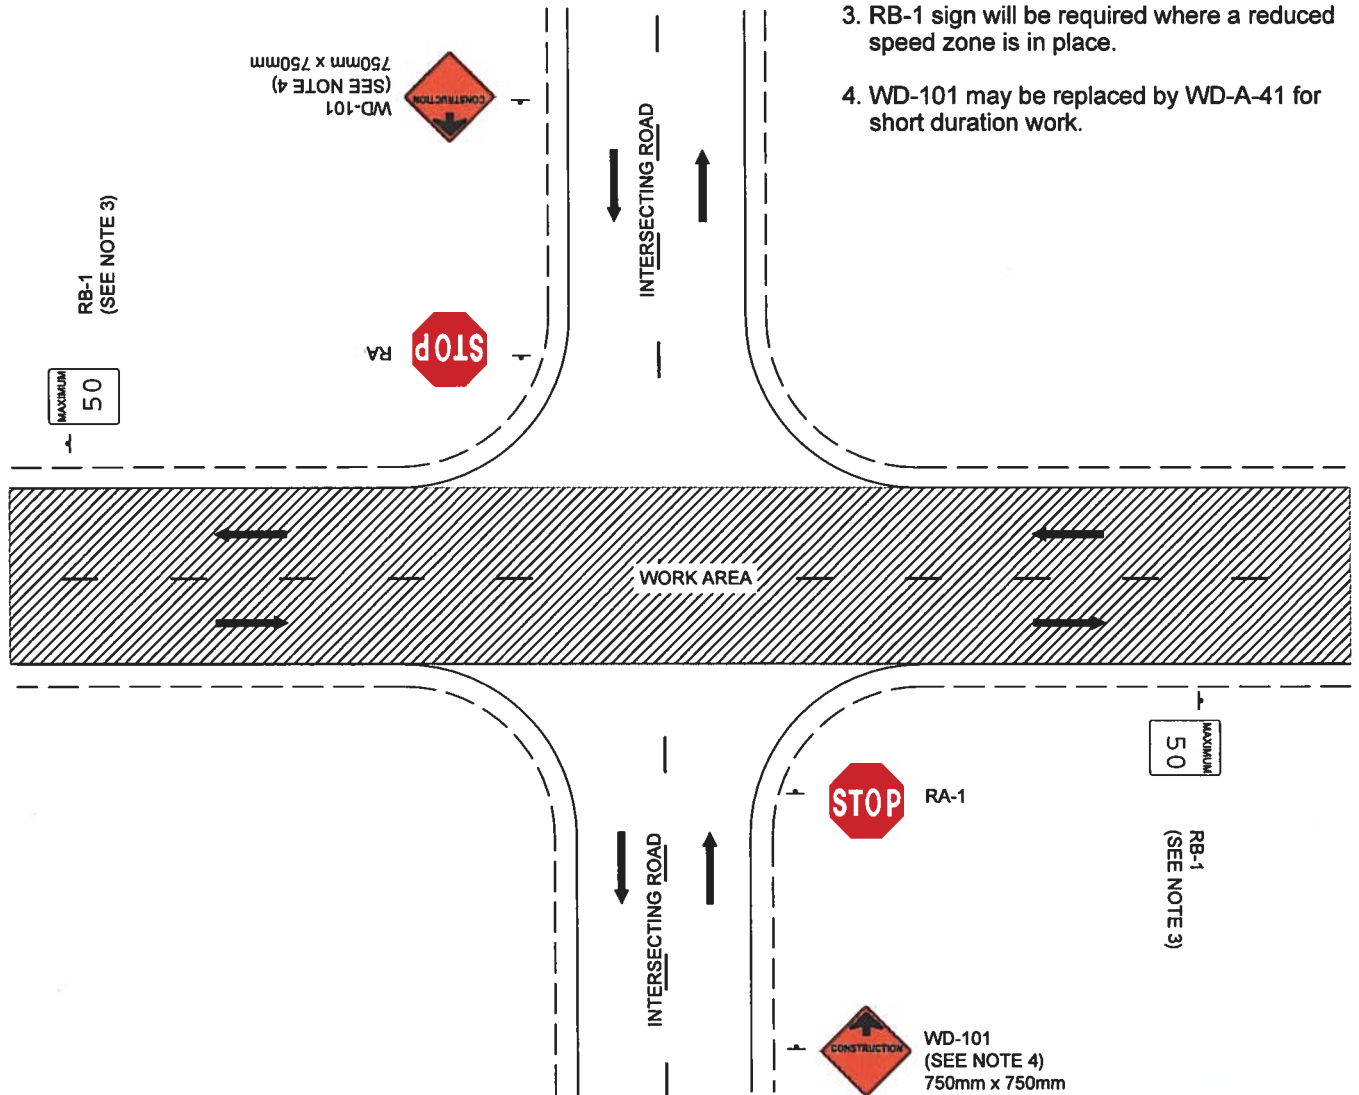 3. RB-1 sign will be required where a reduced
speed zone is in place.
4. WD-101 may be replaced by WD-A-41 for
short duration work.
CONSTRUCTION
WD-101
(SEE NOTE 4)
750mm x 750mm
INTERSECTING ROAD
RB-1
(SEE NOTE 3)
STOP
RA
MAXIMUM
50
WORK AREA
MAXIMUM
50
STOP
RA-1
RB-1
(SEE NOTE 3)
INTERSECTING ROAD
CONSTRUCTION
WD-101
(SEE NOTE 4)
750mm x 750mm